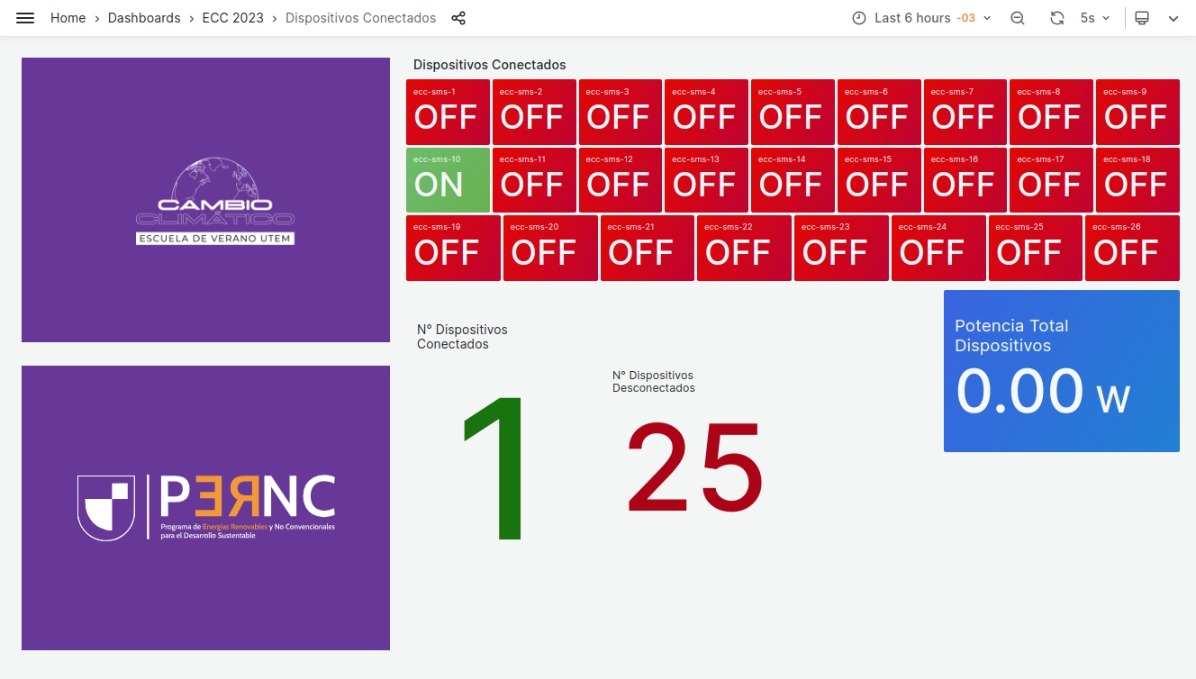 Home › Dashboards › ECC 2023 › Dispositivos Conectados
Last 6 hours -03
5s
CAMBIO
CLIMÁTICO
ESCUELA DE VERANO UTEM
Dispositivos Conectados
ecc-sms-1 ecc-sms-2 ecc-sms-3 ecc-sms-4 ecc-sms-5 ecc-sms-6 ecc-sms-7 ecc-sms-8 ecc-sms-9
OFF OFF OFF OFF OFF OFF OFF OFF OFF
ecc-sms-10 ecc-sms-11 ecc-sms-12 ecc-sms-13 ecc-sms-14 ecc-sms-15 ecc-sms-16 ecc-sms-17 ecc-sms-18
ON OFF OFF OFF OFF OFF OFF OFF OFF
ecc-sms-19 ecc-sms-20 ecc-sms-21 ecc-sms-22 ecc-sms-23 ecc-sms-24 ecc-sms-25 ecc-sms-26
OFF OFF OFF OFF OFF OFF OFF OFF
N° Dispositivos
Conectados
1
N° Dispositivos
Desconectados
25
Potencia Total
Dispositivos
0.00 W
PERNC
Programa de Energías Renovables y No Convencionales
para el Desarrollo Sustentable